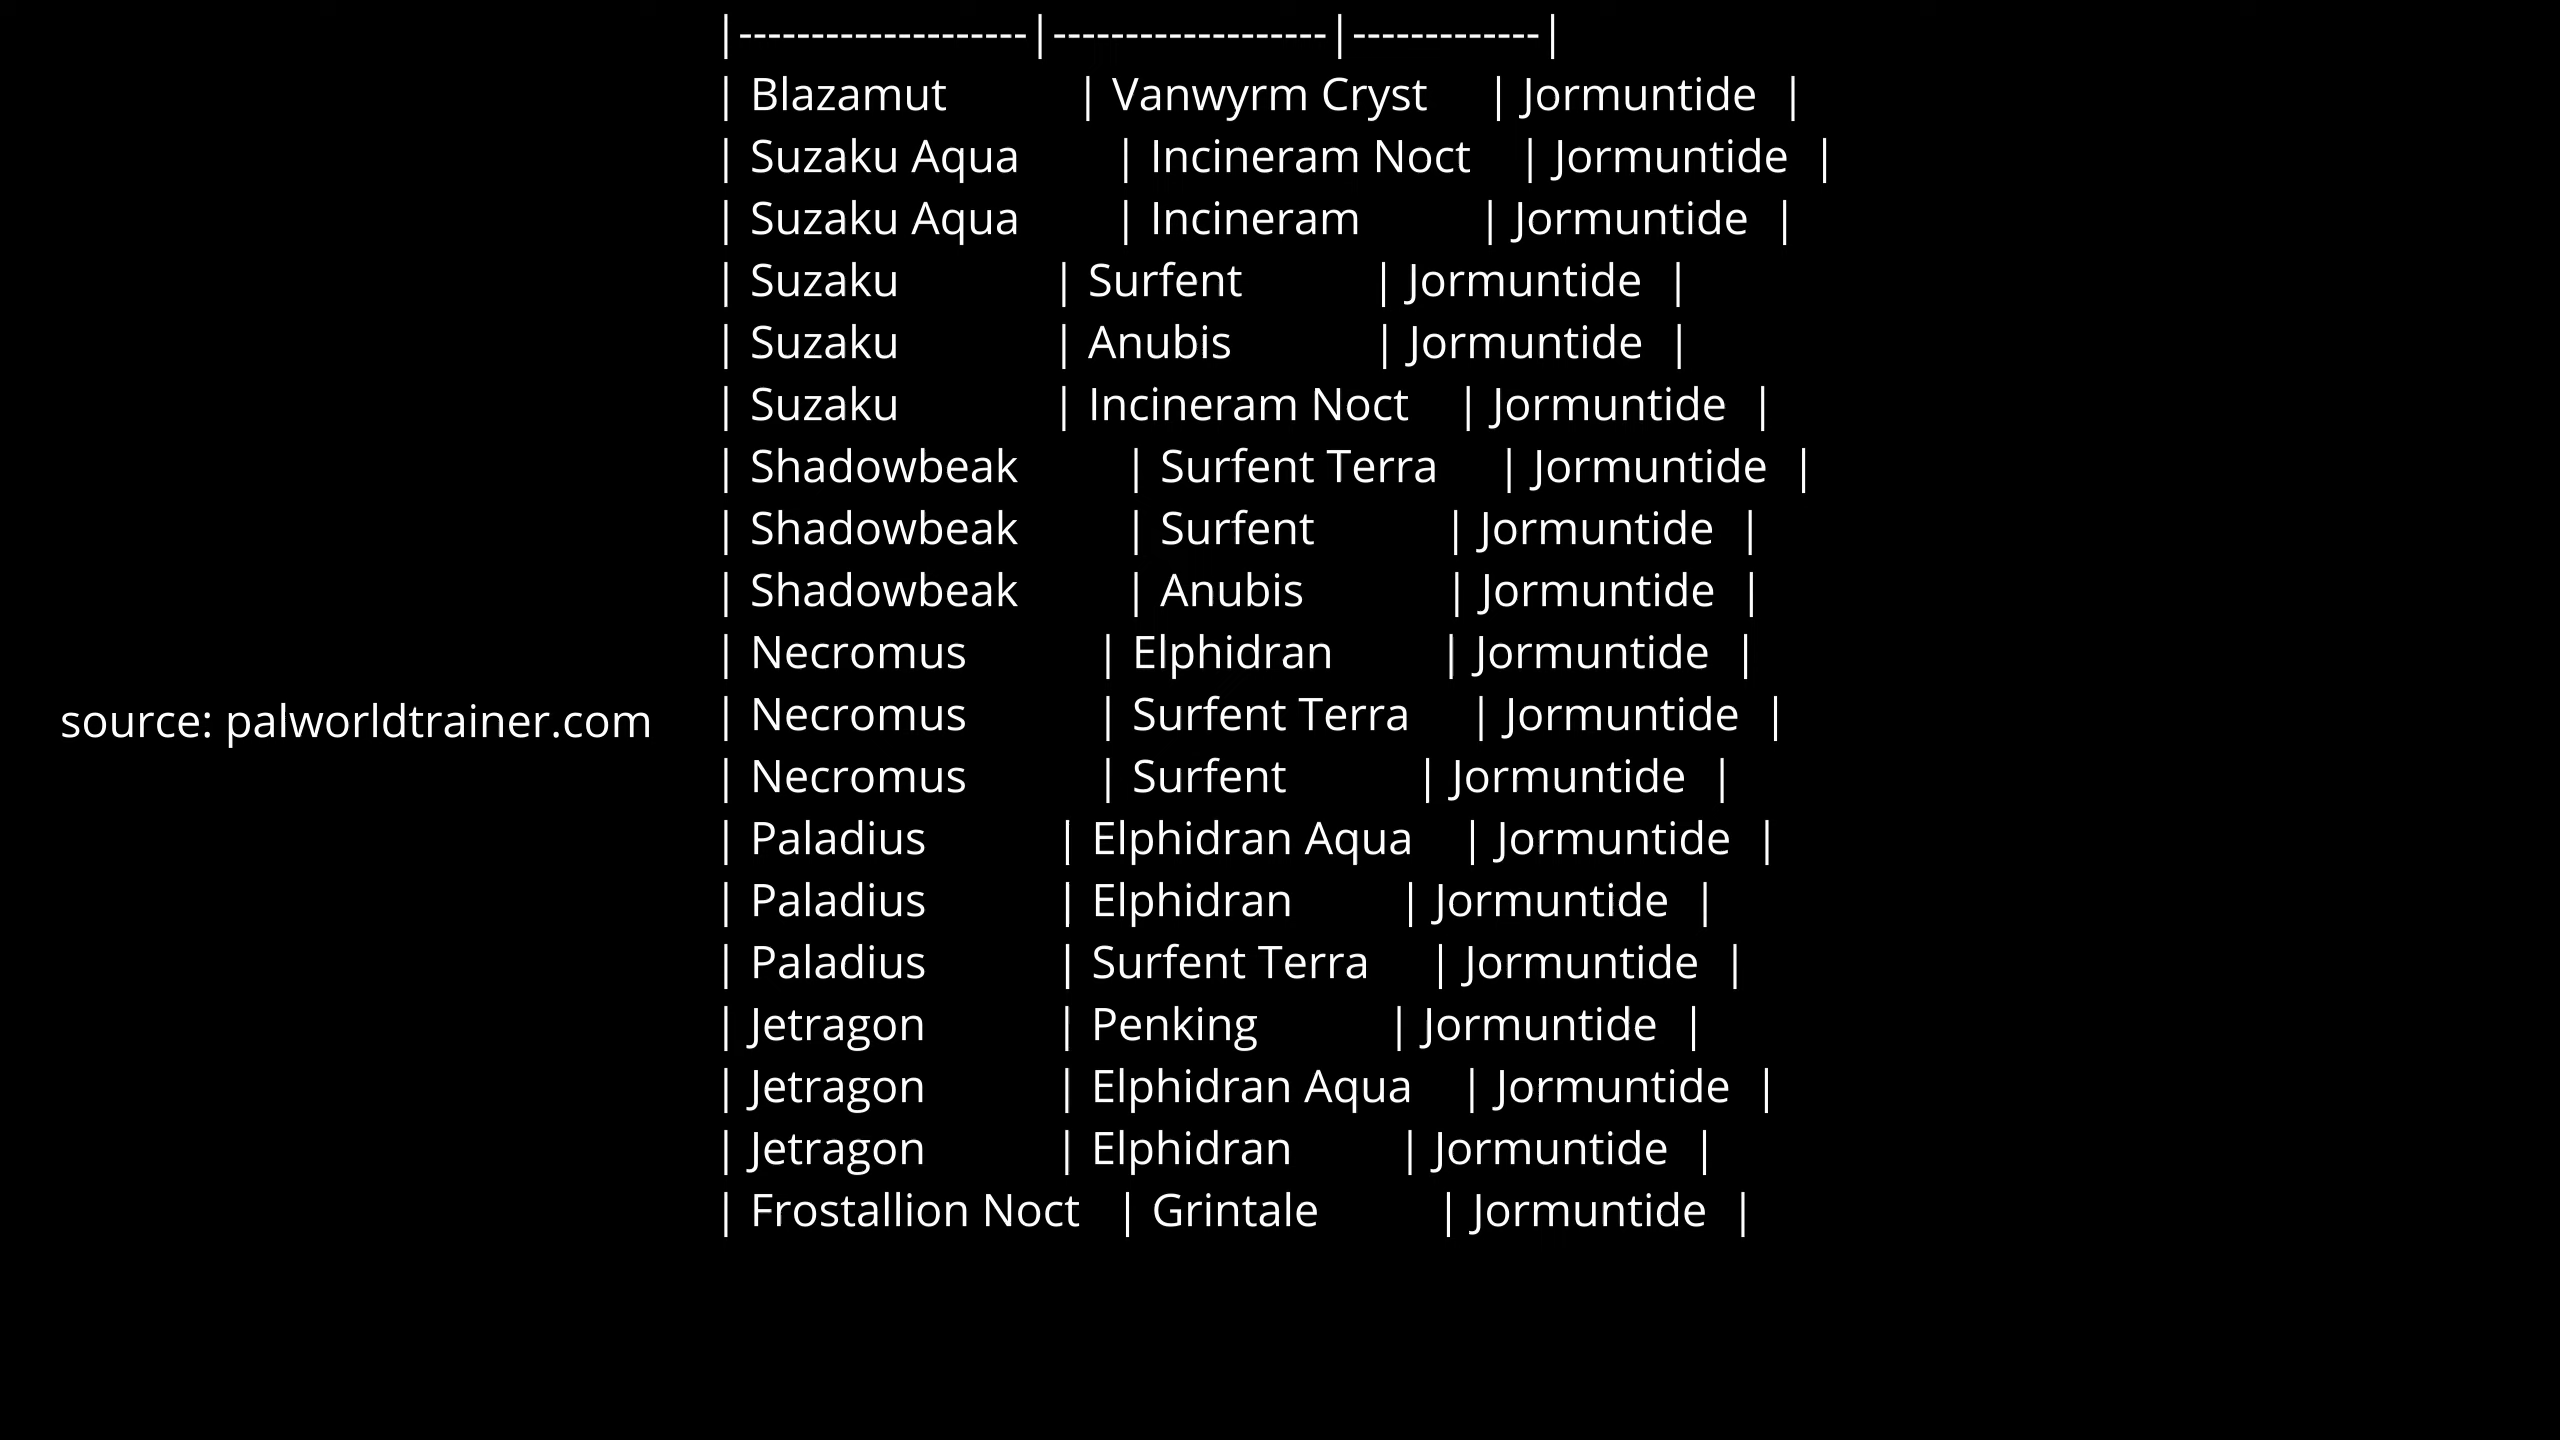 source: palworldtrainer.com
|--------------------|-------------------|-------------|
| Blazamut | Vanwyrm Cryst | Jormuntide |
| Suzaku Aqua | Incineram Noct | Jormuntide |
| Suzaku Aqua | Incineram | Jormuntide |
| Suzaku | Surfent | Jormuntide |
| Suzaku | Anubis | Jormuntide |
| Suzaku | Incineram Noct | Jormuntide |
| Shadowbeak | Surfent Terra | Jormuntide |
| Shadowbeak | Surfent | Jormuntide |
| Shadowbeak | Anubis | Jormuntide |
| Necromus | Elphidran | Jormuntide |
| Necromus | Surfent Terra | Jormuntide |
| Necromus | Surfent | Jormuntide |
| Paladius | Elphidran Aqua | Jormuntide |
| Paladius | Elphidran | Jormuntide |
| Paladius | Surfent Terra | Jormuntide |
| Jetragon | Penking | Jormuntide |
| Jetragon | Elphidran Aqua | Jormuntide |
| Jetragon | Elphidran | Jormuntide |
| Frostallion Noct | Grintale | Jormuntide |